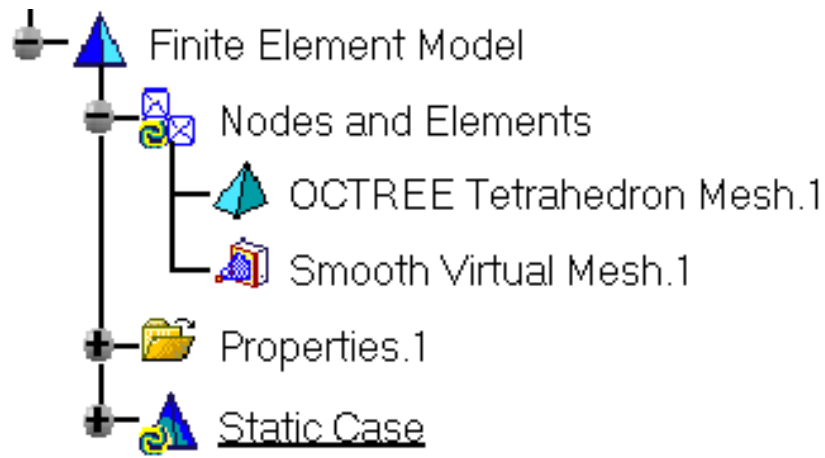 Finite Element Model
Nodes and Elements
OCTREE Tetrahedron Mesh.1
Smooth Virtual Mesh.1
Properties.1
Static Case